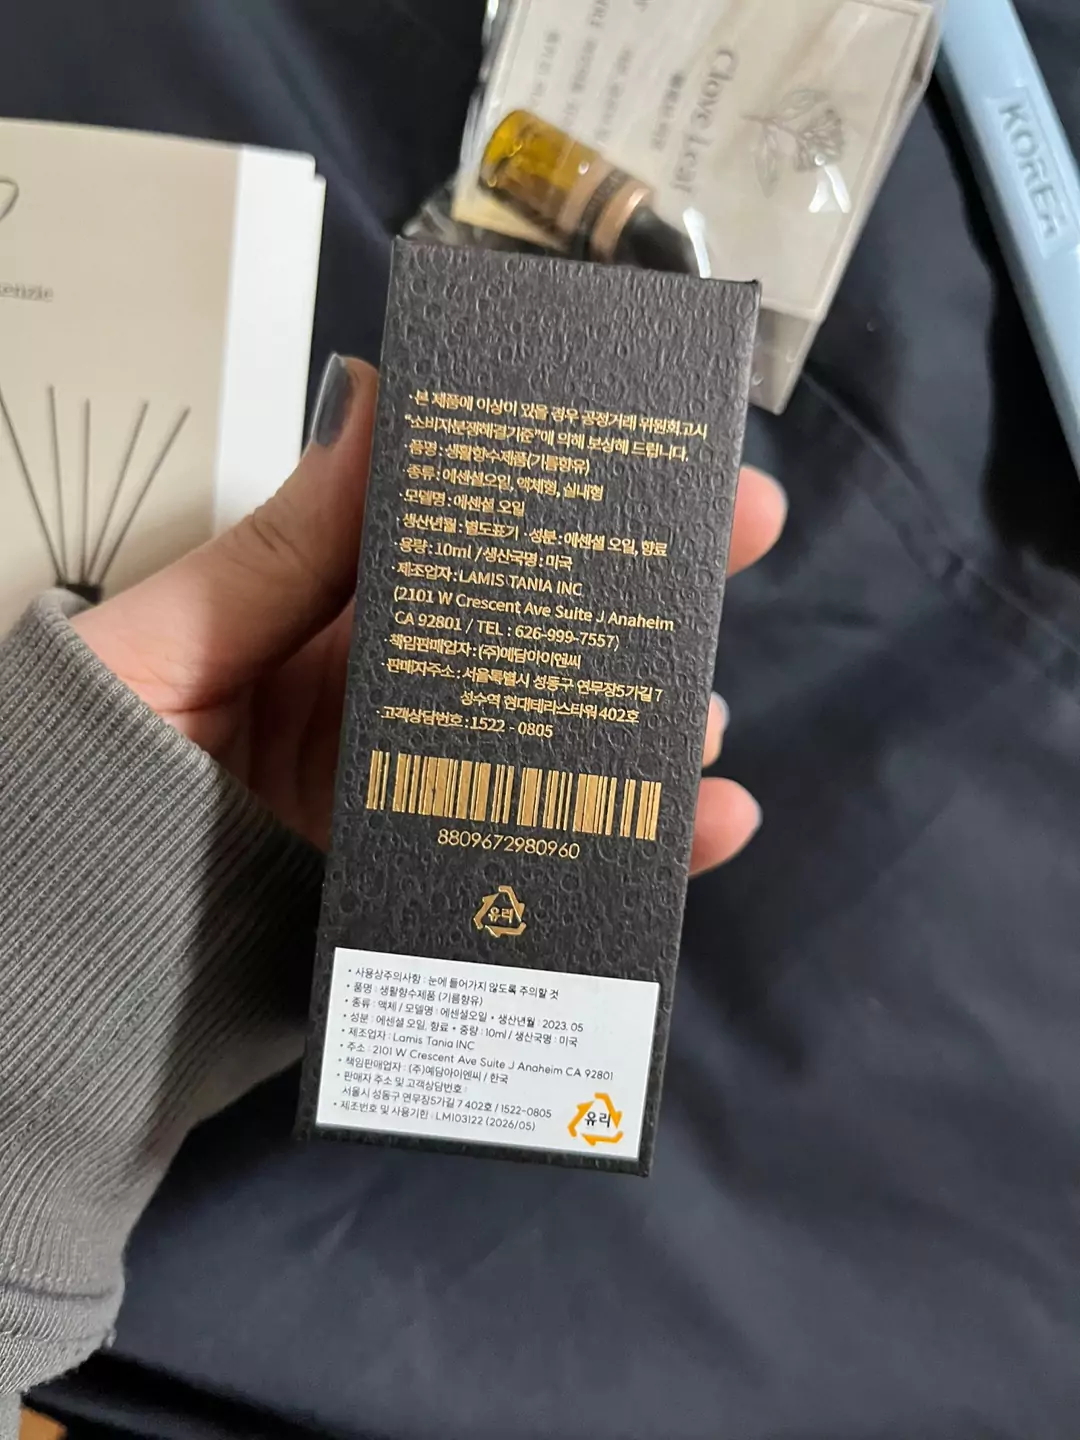 Clove Leaf
KOREA
enzie
· 본 제품에 이상이 있을 경우 공정거래 위원회고시
"소비자분쟁해결기준"에 의해 보상해 드립니다.
· 품명 : 생활향수제품(기름향유)
· 종류 : 에센셜오일, 액체형, 실내형
· 모델명 : 에센셜 오일
· 생산년월 : 별도표기 · 성분 : 에센셜 오일, 향료
· 용량 : 10ml / 생산국명 : 미국
· 제조업자 : LAMIS TANIA INC
(2101 W Crescent Ave Suite J Anaheim
CA 92801 / TEL : 626-999-7557)
· 책임판매업자 : (주)예담아이엔씨
· 판매자주소 : 서울특별시 성동구 연무장5가길 7
성수역 현대테라스타워 402호
· 고객상담번호 : 1522 - 0805
8809672980960
유리
• 사용상주의사항 : 눈에 들어가지 않도록 주의할 것
• 품명 : 생활향수제품 (기름향유)
• 종류 : 액체 / 모델명 : 에센셜오일 • 생산년월 : 2023. 05
• 성분 : 에센셜 오일, 향료 • 중량 : 10ml / 생산국명 : 미국
• 제조업자 : Lamis Tania INC
• 주소 : 2101 W Crescent Ave Suite J Anaheim CA 92801
• 책임판매업자 : (주)예담아이엔씨 / 한국
• 판매자 주소 및 고객상담번호 :
서울시 성동구 연무장5가길 7 402호 / 1522-0805
• 제조번호 및 사용기한 : LM103122 (2026/05)
유리